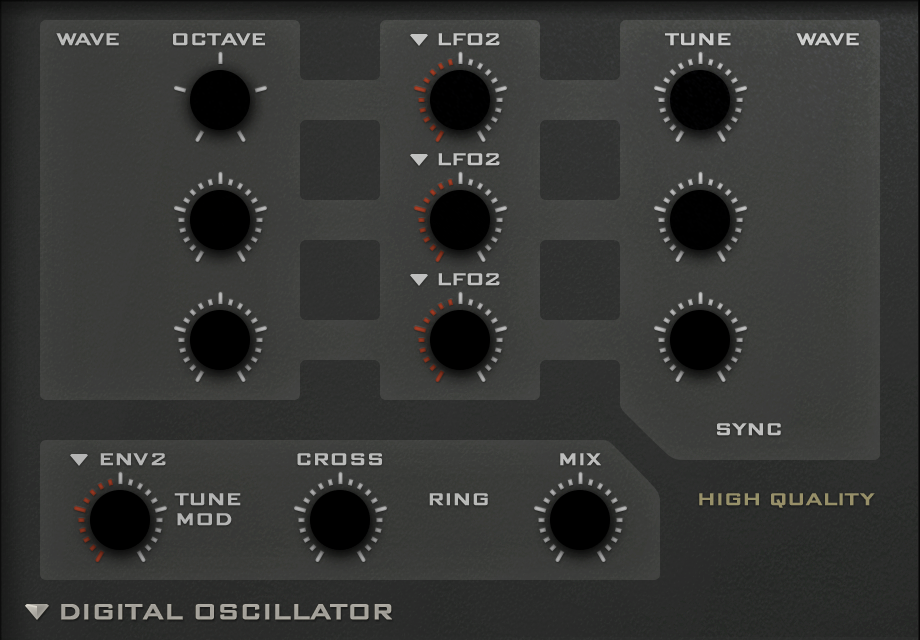 WAVE OCTAVE LFO2 TUNE WAVE
LFO2
LFO2
SYNC
ENV2 CROSS MIX
TUNE
MOD
RING
HIGH QUALITY
DIGITAL OSCILLATOR